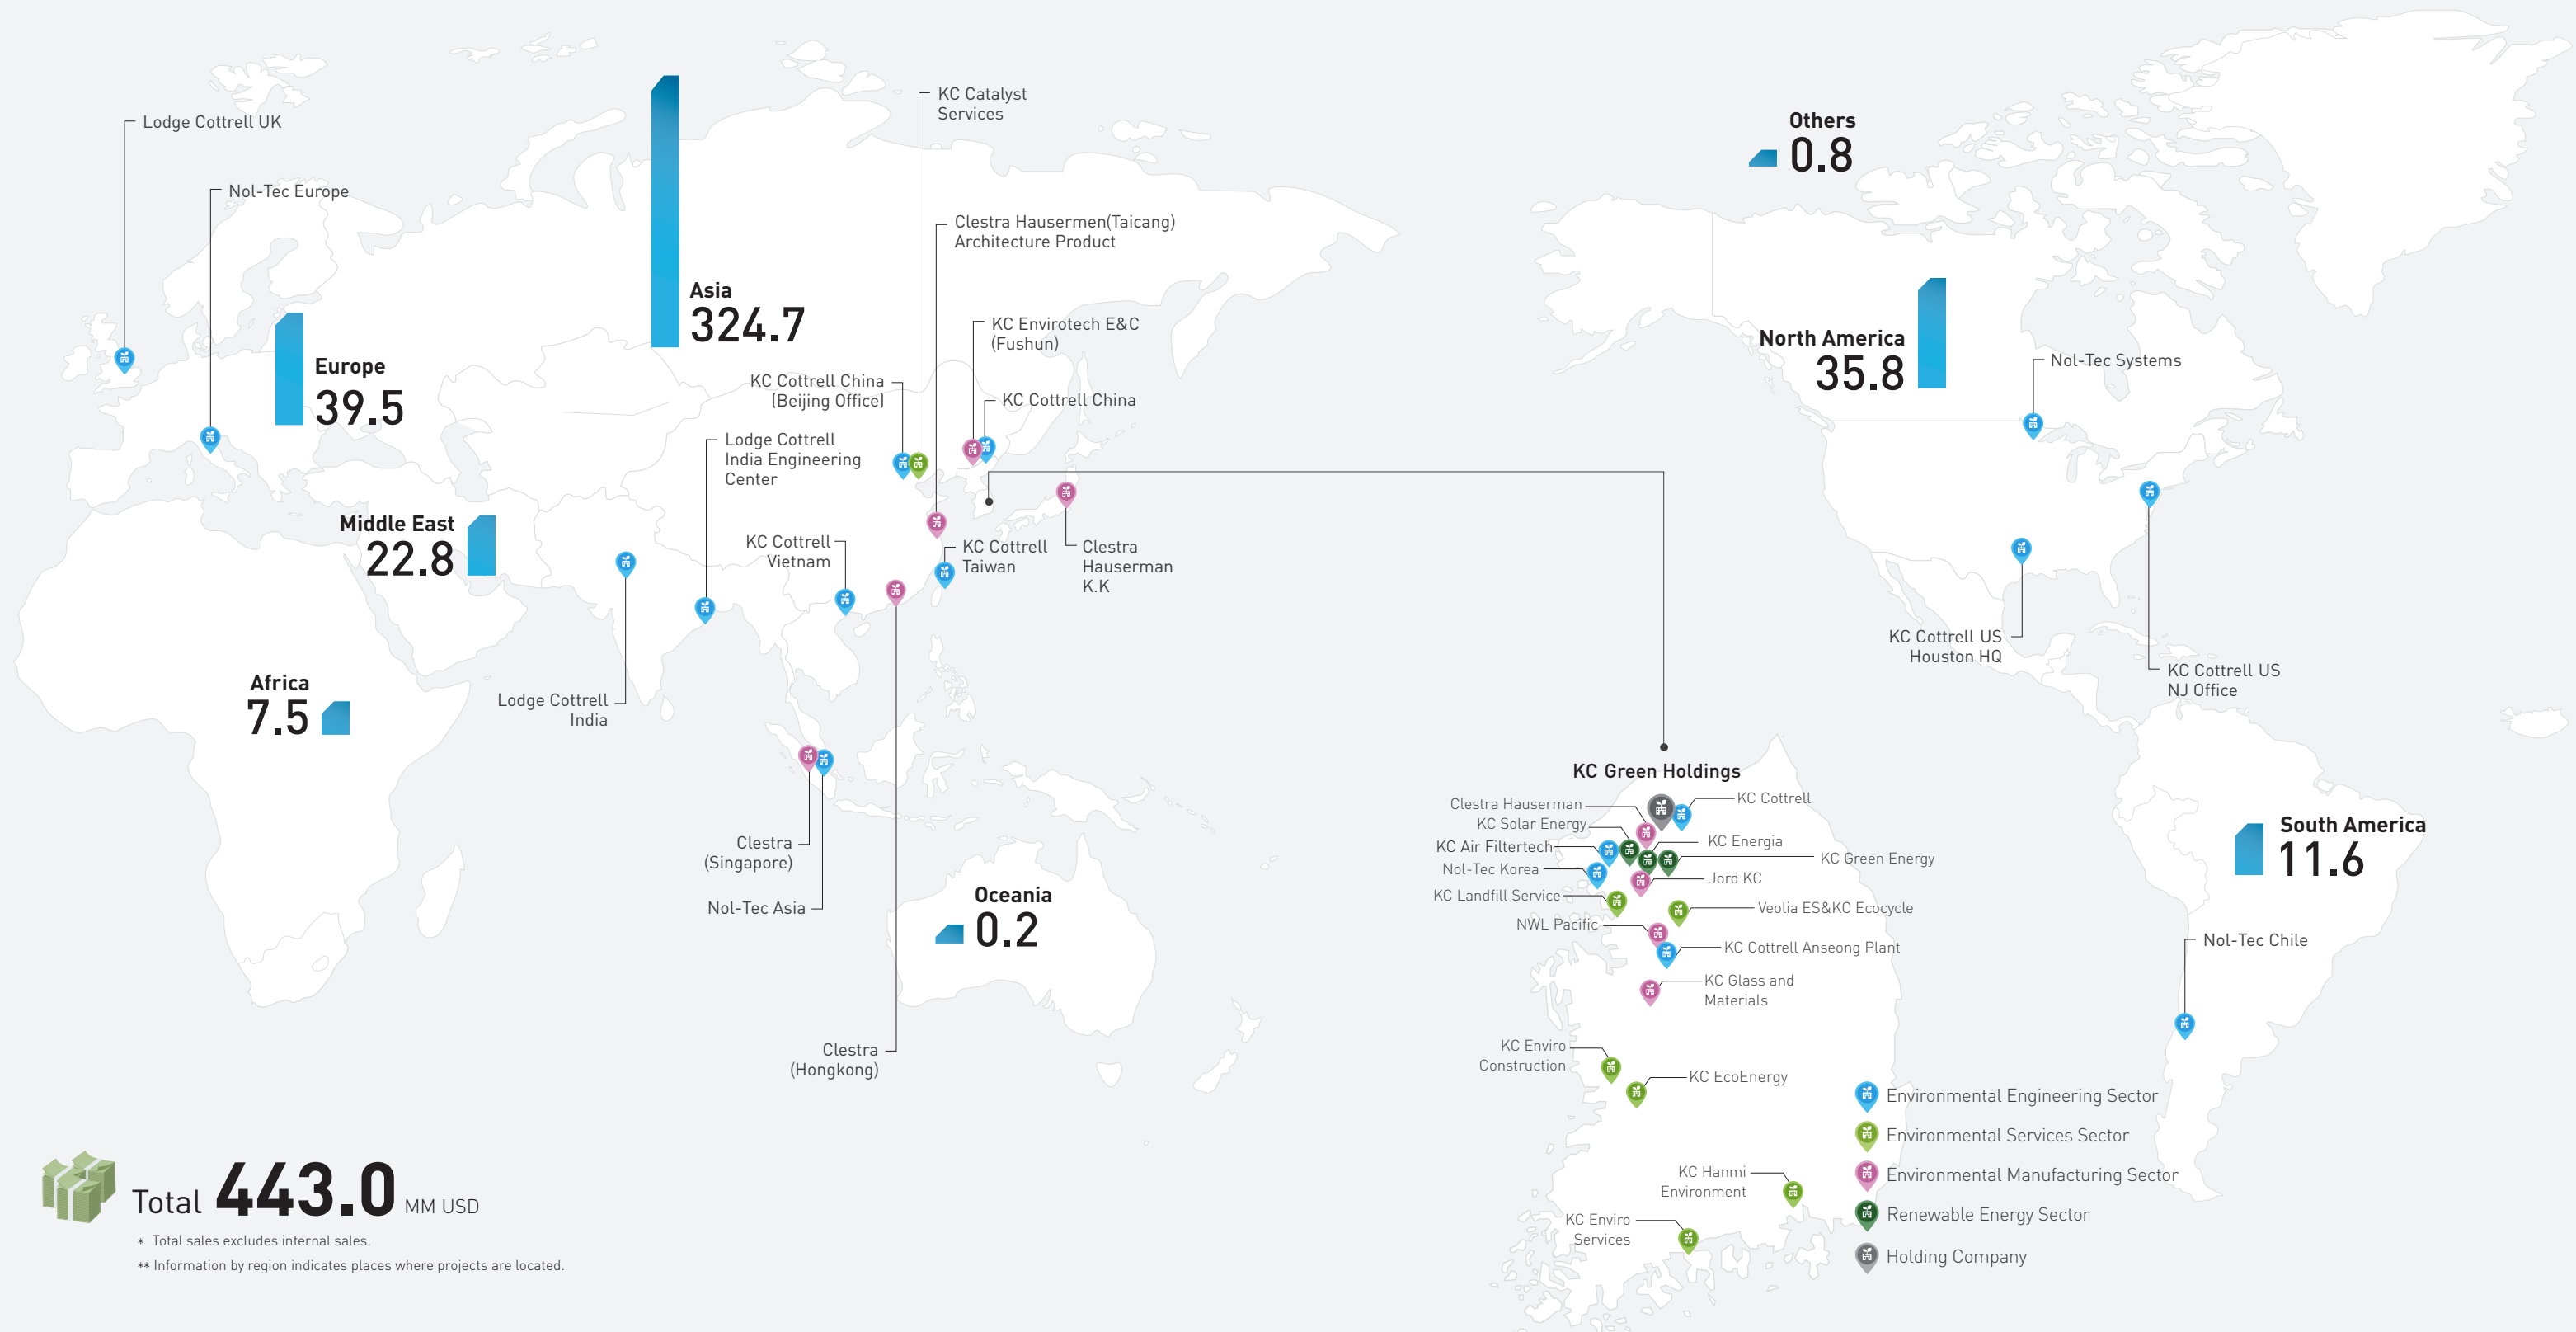 Lodge Cottrell UK
Nol-Tec Europe
Europe
39.5
Asia
324.7
KC Catalyst
Services
Clestra Hausermen(Taicang)
Architecture Product
KC Envirotech E&C
(Fushun)
KC Cottrell China
(Beijing Office)
KC Cottrell China
Lodge Cottrell
India Engineering
Center
Middle East
22.8
KC Cottrell
Vietnam
KC Cottrell
Taiwan
Clestra
Hauserman
K.K
Africa
7.5
Lodge Cottrell
India
Clestra
(Singapore)
Nol-Tec Asia
Oceania
0.2
Clestra
(Hongkong)
Others
0.8
North America
35.8
Nol-Tec Systems
KC Cottrell US
Houston HQ
KC Cottrell US
NJ Office
South America
11.6
Nol-Tec Chile
KC Green Holdings
Clestra Hauserman
KC Cottrell
KC Solar Energy
KC Energia
KC Air Filtertech
KC Green Energy
Nol-Tec Korea
Jord KC
KC Landfill Service
Veolia ES&KC Ecocycle
NWL Pacific
KC Cottrell Anseong Plant
KC Glass and
Materials
KC Enviro
Construction
KC EcoEnergy
KC Hanmi
Environment
KC Enviro
Services
Environmental Engineering Sector
Environmental Services Sector
Environmental Manufacturing Sector
Renewable Energy Sector
Holding Company
Total 443.0 MM USD
* Total sales excludes internal sales.
** Information by region indicates places where projects are located.